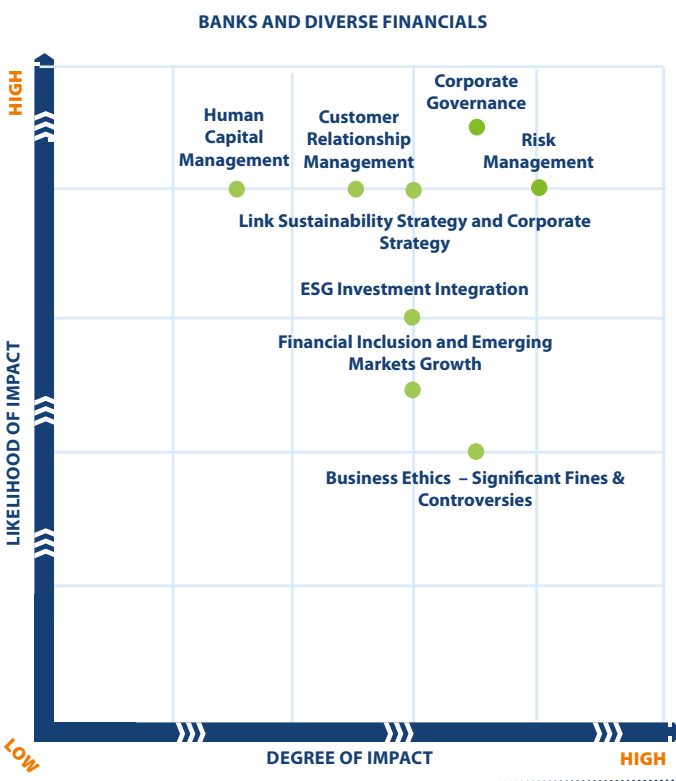 BANKS AND DIVERSE FINANCIALS
HIGH
Corporate
Governance
Human
Capital
Management
Customer
Relationship
Management
Risk
Management
Link Sustainability Strategy and Corporate
Strategy
ESG Investment Integration
Financial Inclusion and Emerging
Markets Growth
LIKELIHOOD OF IMPACT
Business Ethics – Significant Fines &
Controversies
LOW
DEGREE OF IMPACT
HIGH